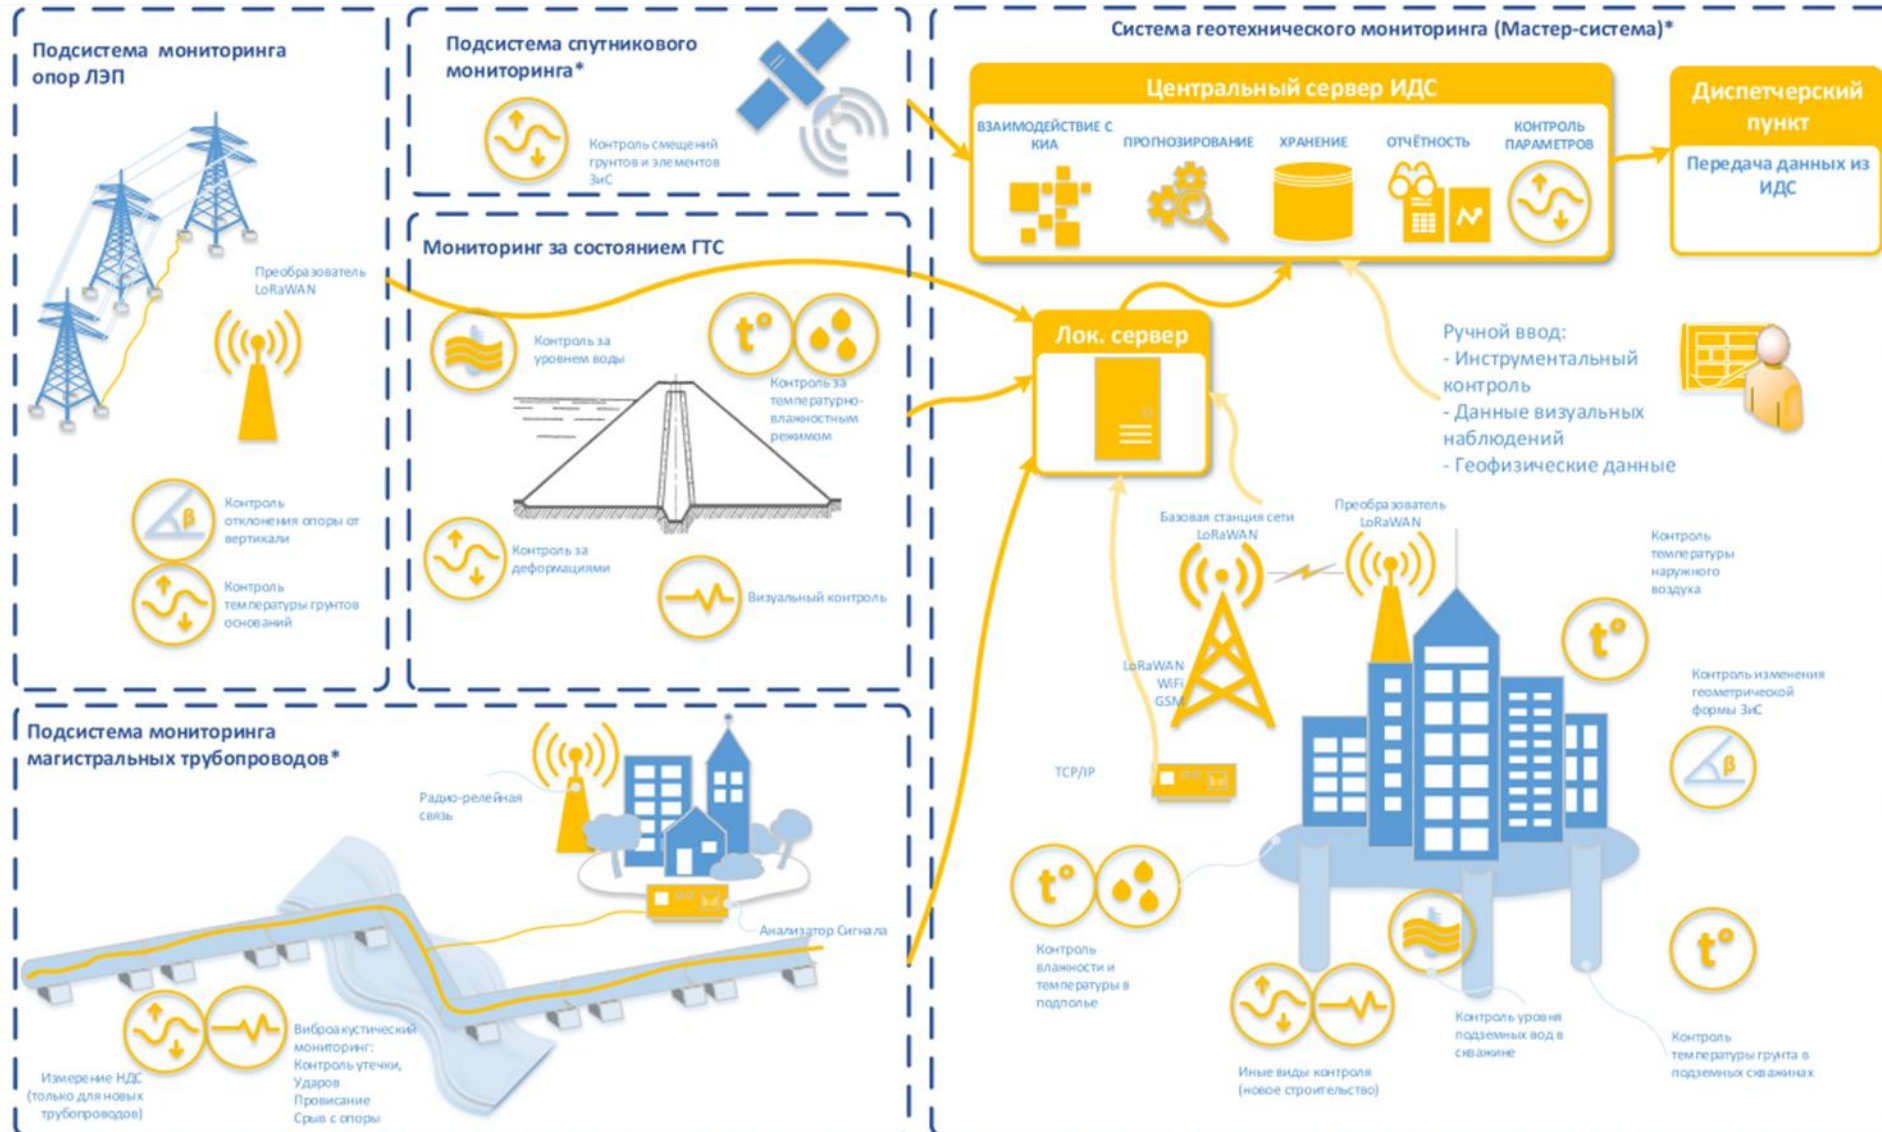 Подсистема мониторинга
опор ЛЭП
Преобразователь
LoRaWAN
β
Контроль
отклонения опоры от
вертикали
Контроль
температуры грунтов
оснований
Подсистема спутникового
мониторинга*
Контроль смещений
грунтов и элементов
ЗиС
Мониторинг за состоянием ГТС
Контроль за
уровнем воды
t°
Контроль за
температурно-
влажностным
режимом
Контроль за
деформациями
Визуальный контроль
Подсистема мониторинга
магистральных трубопроводов*
Радио-релейная
связь
Анализатор Сигнала
Измерение НДС
(только для новых
трубопроводов)
Виброакустический
мониторинг:
Контроль утечки,
Ударов
Провисание
Срыв с опоры
Система геотехнического мониторинга (Мастер-система)*
Центральный сервер ИДС
ВЗАИМОДЕЙСТВИЕ С
КИА
ПРОГНОЗИРОВАНИЕ
ХРАНЕНИЕ
ОТЧЁТНОСТЬ
КОНТРОЛЬ
ПАРАМЕТРОВ
Диспетчерский
пункт
Передача данных из
ИДС
Лок. сервер
Ручной ввод:
- Инструментальный
контроль
- Данные визуальных
наблюдений
- Геофизические данные
Базовая станция сети
LoRaWAN
Преобразователь
LoRaWAN
Контроль
температуры
наружного
воздуха
t°
LoRaWAN
WiFi
GSM
TCP/IP
Контроль изменения
геометрической
формы ЗиС
β
t°
Контроль
влажности и
температуры в
подполье
Иные виды контроля
(новое строительство)
Контроль уровня
подземных вод в
скважине
t°
Контроль
температуры грунта в
подземных скважинах